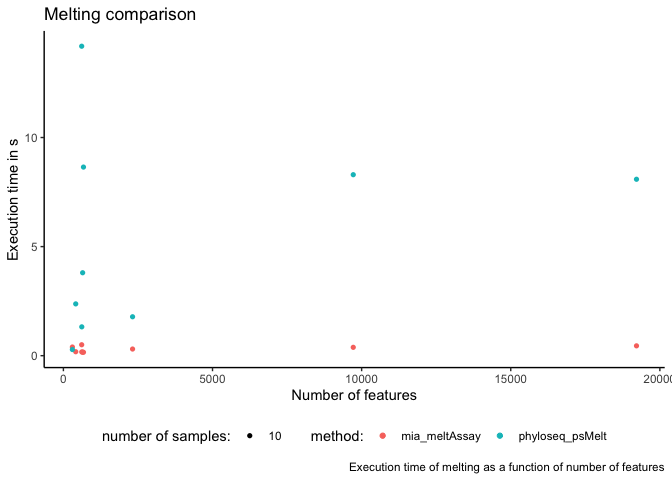 Melting comparison
Execution time in s
10
5
0
0 5000 10000 15000 20000
Number of features
number of samples: 10 method: mia_meltAssay phyloseq_psMelt
Execution time of melting as a function of number of features